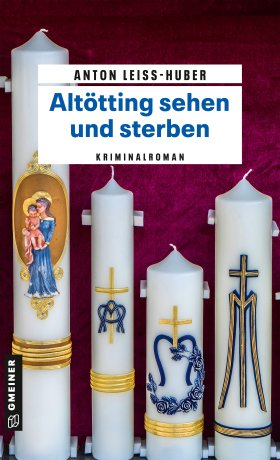 ANTON LEISS-HUBER
Altötting sehen
und sterben
KRIMINALROMAN
GMEINER